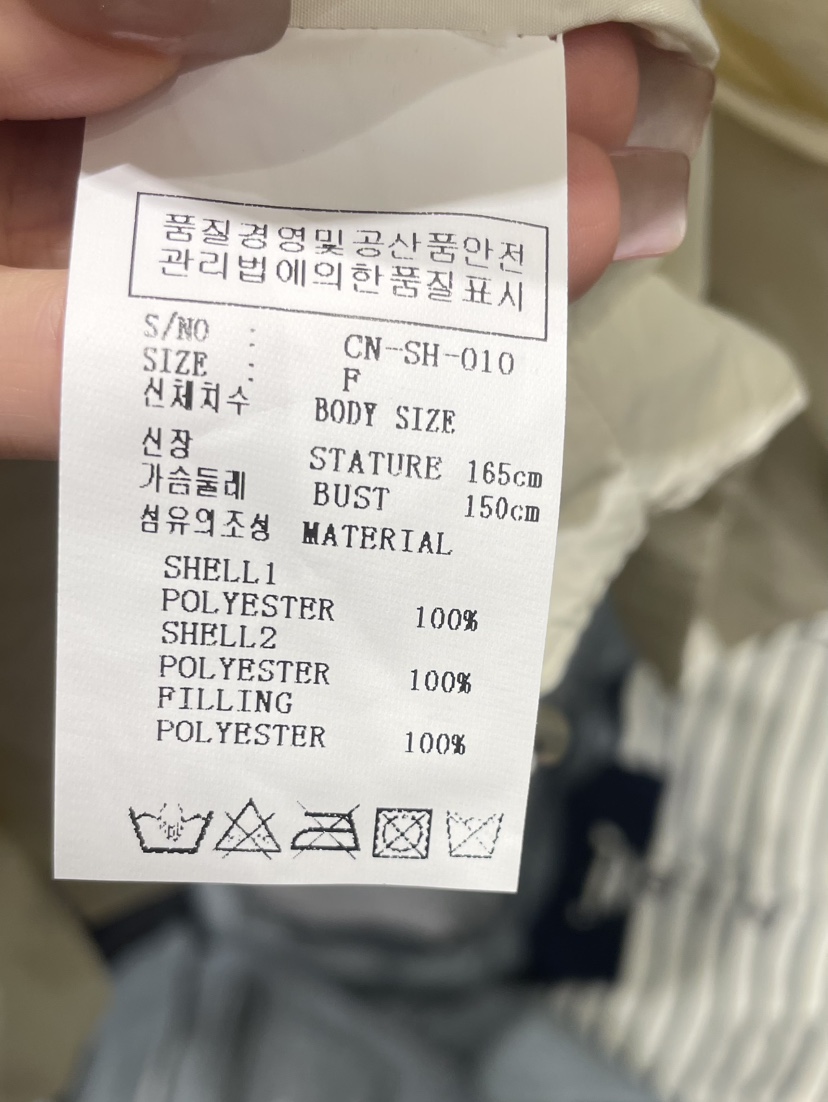 품질경영및공산품안전
관리법에의한품질표시
S/NO : CN-SH-010
SIZE : F
신체치수 BODY SIZE
신장 STATURE 165cm
가슴둘레 BUST 150cm
섬유의조성 MATERIAL
SHELL1
POLYESTER 100%
SHELL2
POLYESTER 100%
FILLING
POLYESTER 100%